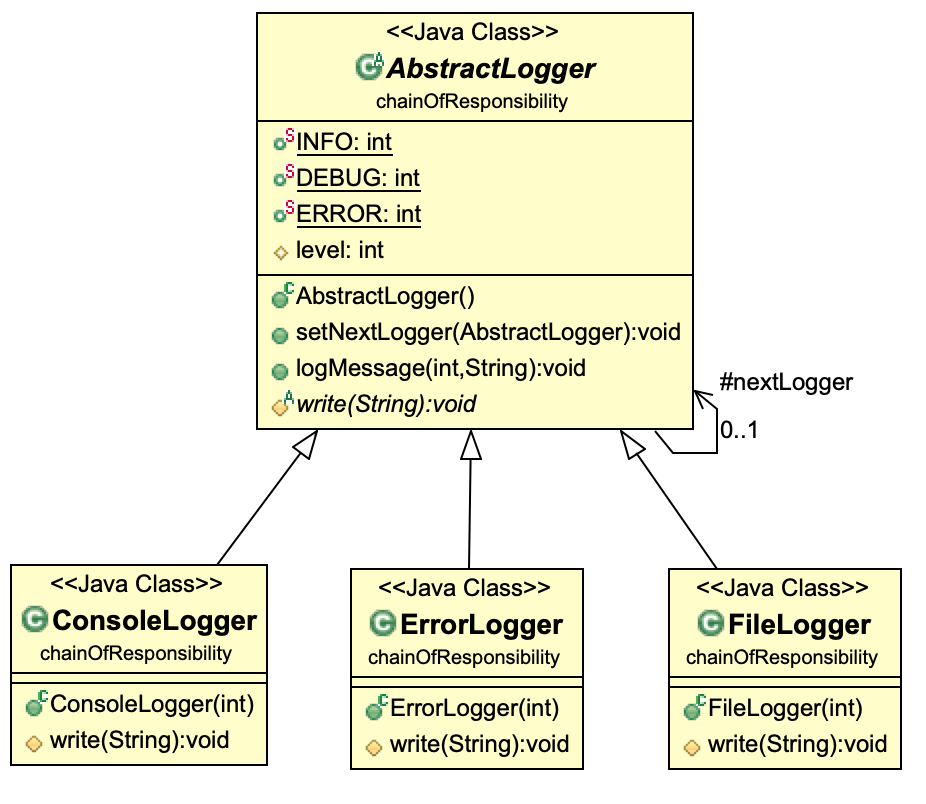 <<Java Class>>
AbstractLogger
chainOfResponsibility
INFO: int
DEBUG: int
ERROR: int
level: int
AbstractLogger()
setNextLogger(AbstractLogger):void
logMessage(int,String):void
write(String):void
#nextLogger
0..1
<<Java Class>>
ConsoleLogger
chainOfResponsibility
ConsoleLogger(int)
write(String):void
<<Java Class>>
ErrorLogger
chainOfResponsibility
ErrorLogger(int)
write(String):void
<<Java Class>>
FileLogger
chainOfResponsibility
FileLogger(int)
write(String):void